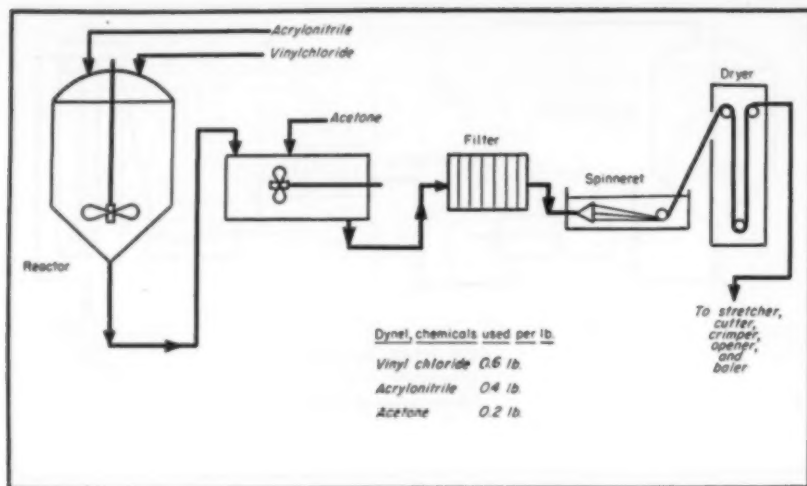 Acrylonitrile
Vinylchloride
Dryer
Acetone
Filter
Spinneret
Reactor
To stretcher,
cutter,
crimper,
opener,
and
baler
Dynel, chemicals used per lb.
Vinyl chloride 0.6 lb.
Acrylonitrile 0.4 lb.
Acetone 0.2 lb.